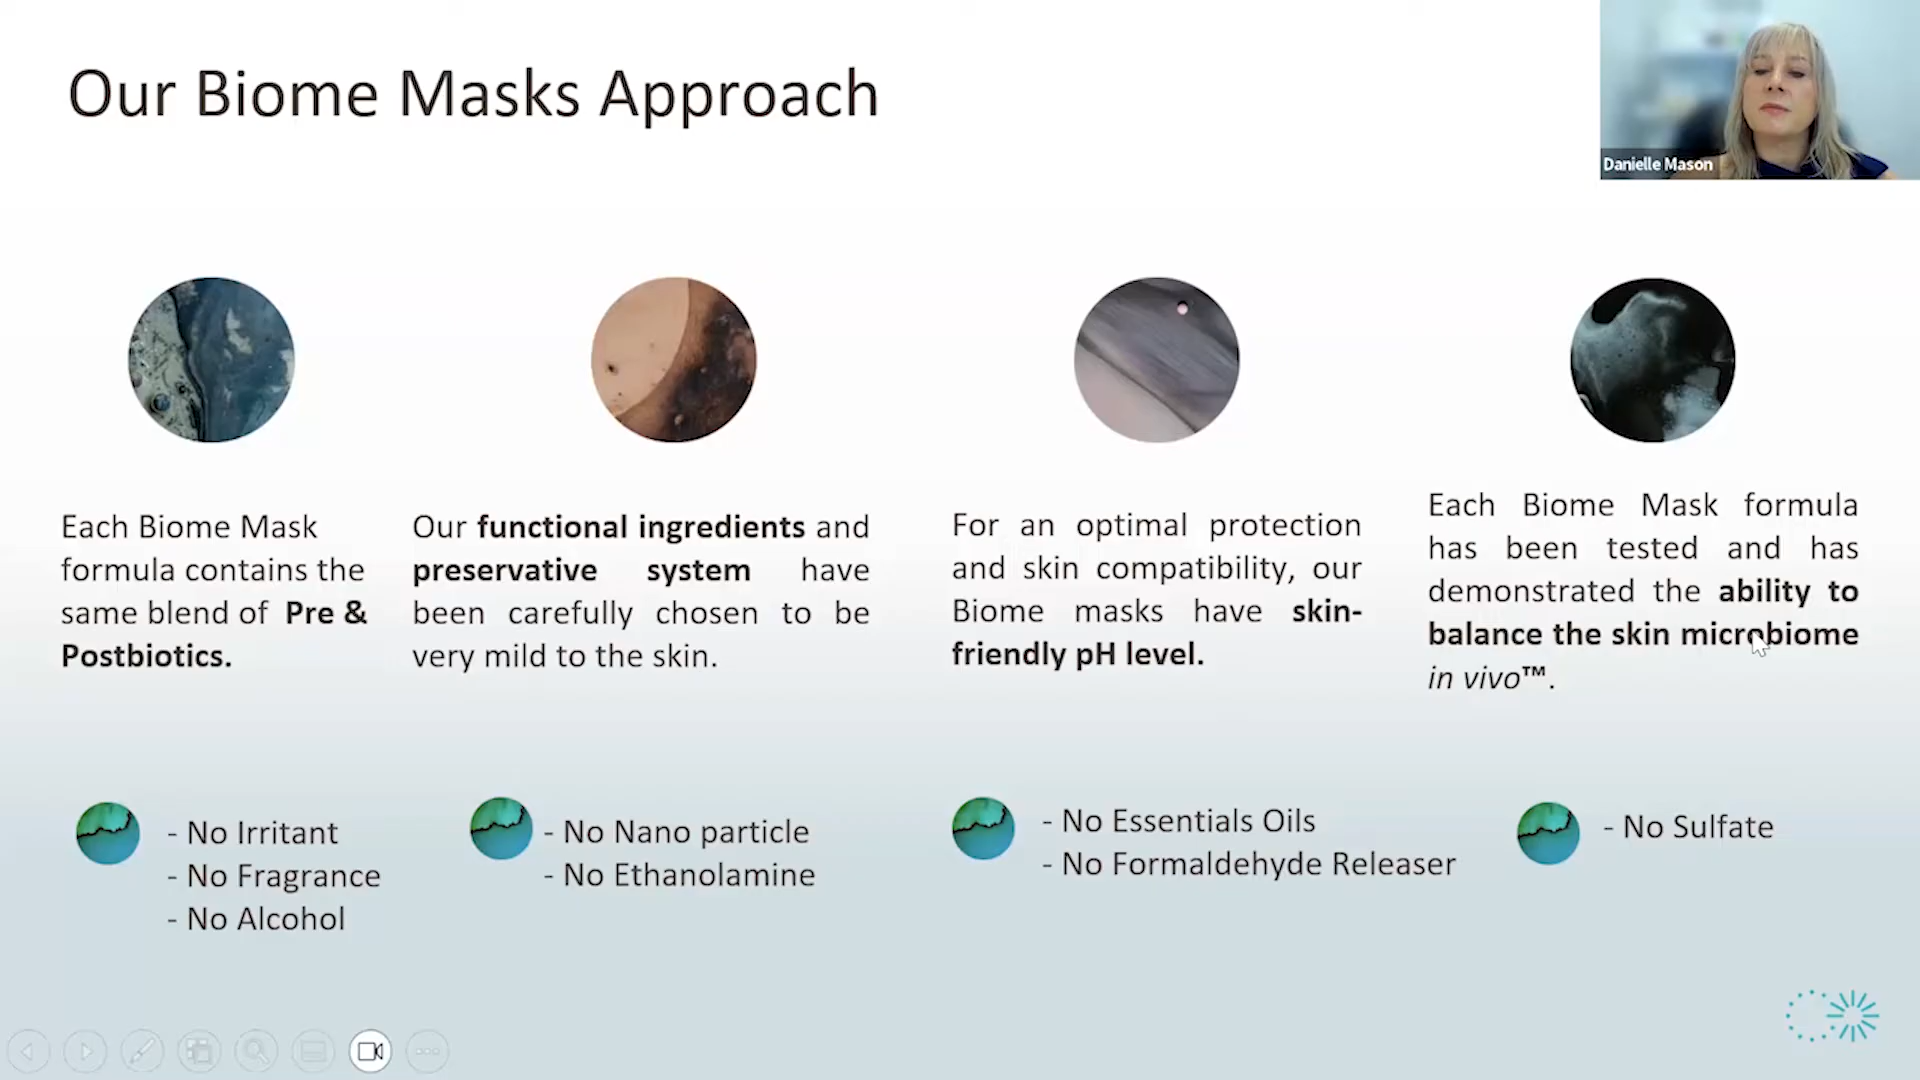 Our Biome Masks Approach
Danielle Mason
Each Biome Mask
formula contains the
same blend of Pre &
Postbiotics.
Our functional ingredients and
preservative system have
been carefully chosen to be
very mild to the skin.
For an optimal protection
and skin compatibility, our
Biome masks have skin-
friendly pH level.
Each Biome Mask formula
has been tested and has
demonstrated the ability to
balance the skin microbiome
in vivo™.
- No Irritant
- No Fragrance
- No Alcohol
- No Nano particle
- No Ethanolamine
- No Essentials Oils
- No Formaldehyde Releaser
- No Sulfate